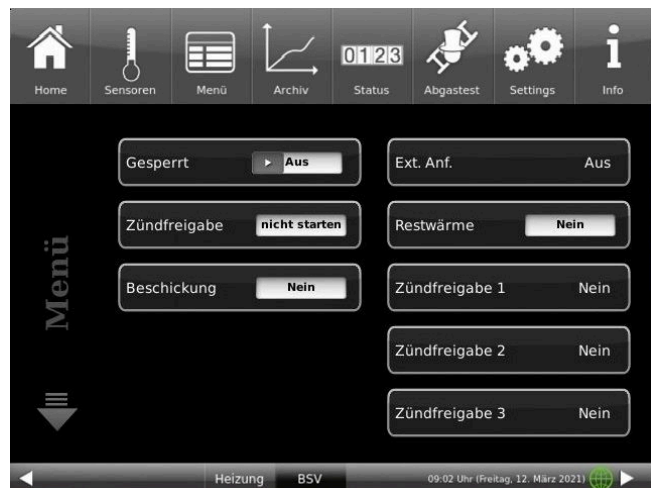 0123
Home Sensoren Menü Archiv Status Abgastest Settings Info
Menü
Gesperrt Aus
Zündfreigabe nicht starten
Beschickung Nein
Ext. Anf. Aus
Restwärme Nein
Zündfreigabe 1 Nein
Zündfreigabe 2 Nein
Zündfreigabe 3 Nein
Heizung BSV 09:02 Uhr (Freitag, 12. März 2021)